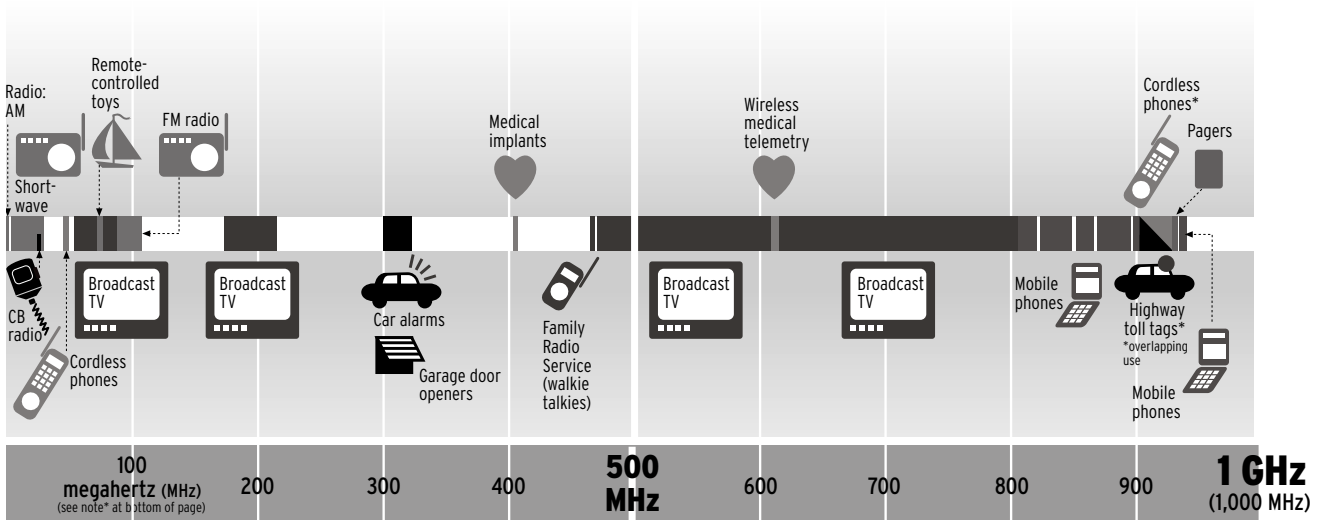 Radio:
AM
Remote-
controlled
toys
FM radio
Short-
wave
Medical
implants
Wireless
medical
telemetry
Cordless
phones*
Pagers
CB
radio
Cordless
phones
Broadcast
TV
Broadcast
TV
Car alarms
Garage door
openers
Family
Radio
Service
(walkie
talkies)
Broadcast
TV
Broadcast
TV
Mobile
phones
Highway
toll tags*
*overlapping
use
Mobile
phones
100
megahertz (MHz)
(see note* at bottom of page)
200
300
400
500
MHz
600
700
800
900
1 GHz
(1,000 MHz)